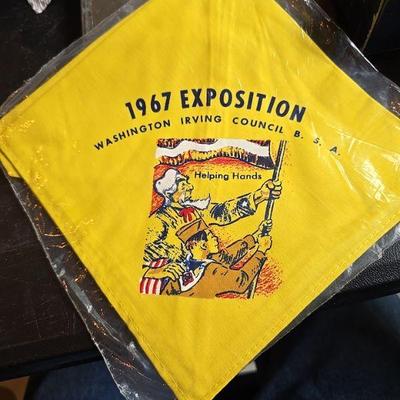 1967 EXPOSITION
WASHINGTON IRVING COUNCIL B. S. A.
Helping Hands